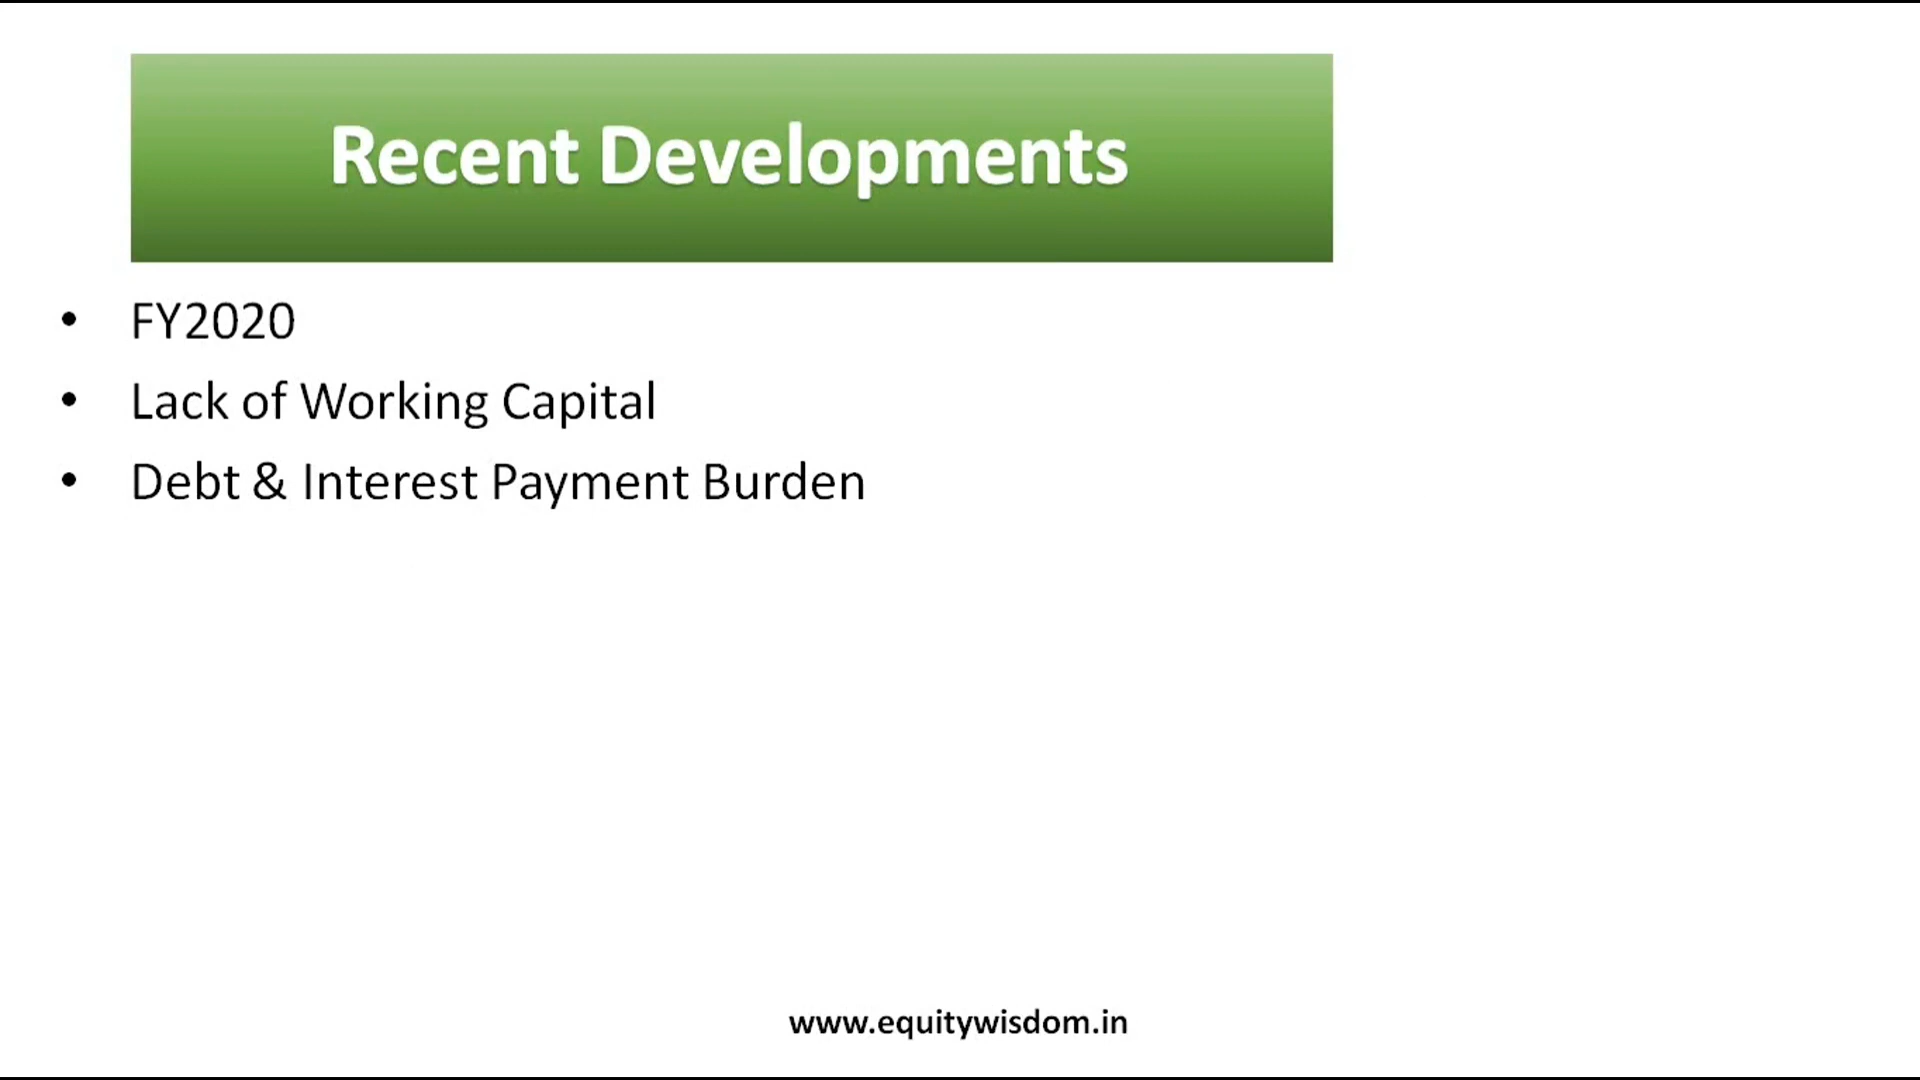 Recent Developments
• FY2020
• Lack of Working Capital
• Debt & Interest Payment Burden
www.equitywisdom.in